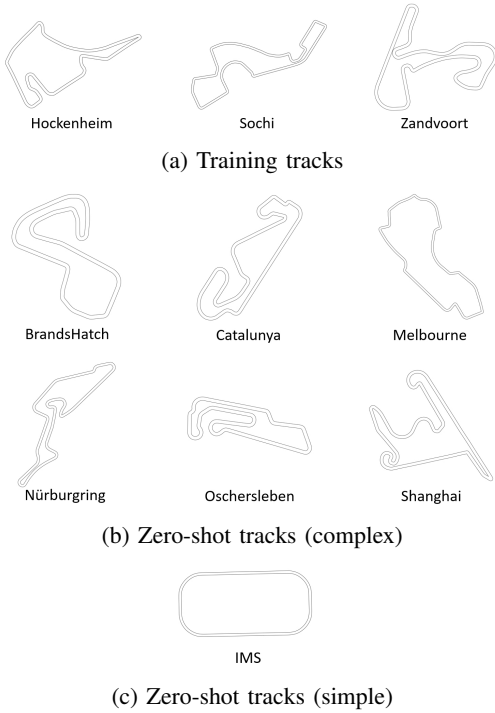 Hockenheim
Sochi
Zandvoort
(a) Training tracks
BrandsHatch
Catalunya
Melbourne
Nürburgring
Oschersleben
Shanghai
(b) Zero-shot tracks (complex)
IMS
(c) Zero-shot tracks (simple)